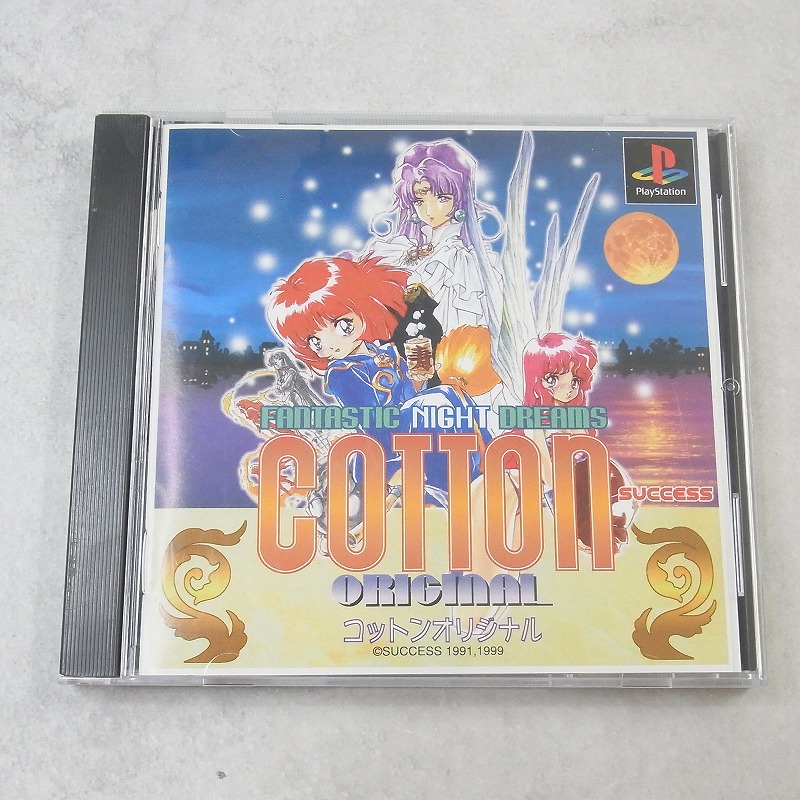 PlayStation
FANTASTIC NIGHT DREAMS
COTTON
SUCCESS
ORIGINAL
コットンオリジナル
©SUCCESS 1991,1999